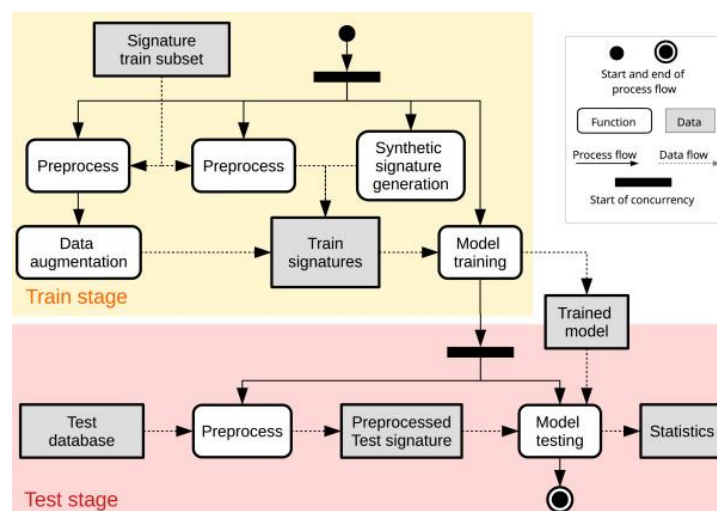 Signature
train subset
Start and end of
process flow
Function
Data
Process flow
Data flow
Start of concurrency
Preprocess
Preprocess
Synthetic
signature
generation
Data
augmentation
Train
signatures
Model
training
Train stage
Trained
model
Test
database
Preprocess
Preprocessed
Test signature
Model
testing
Statistics
Test stage